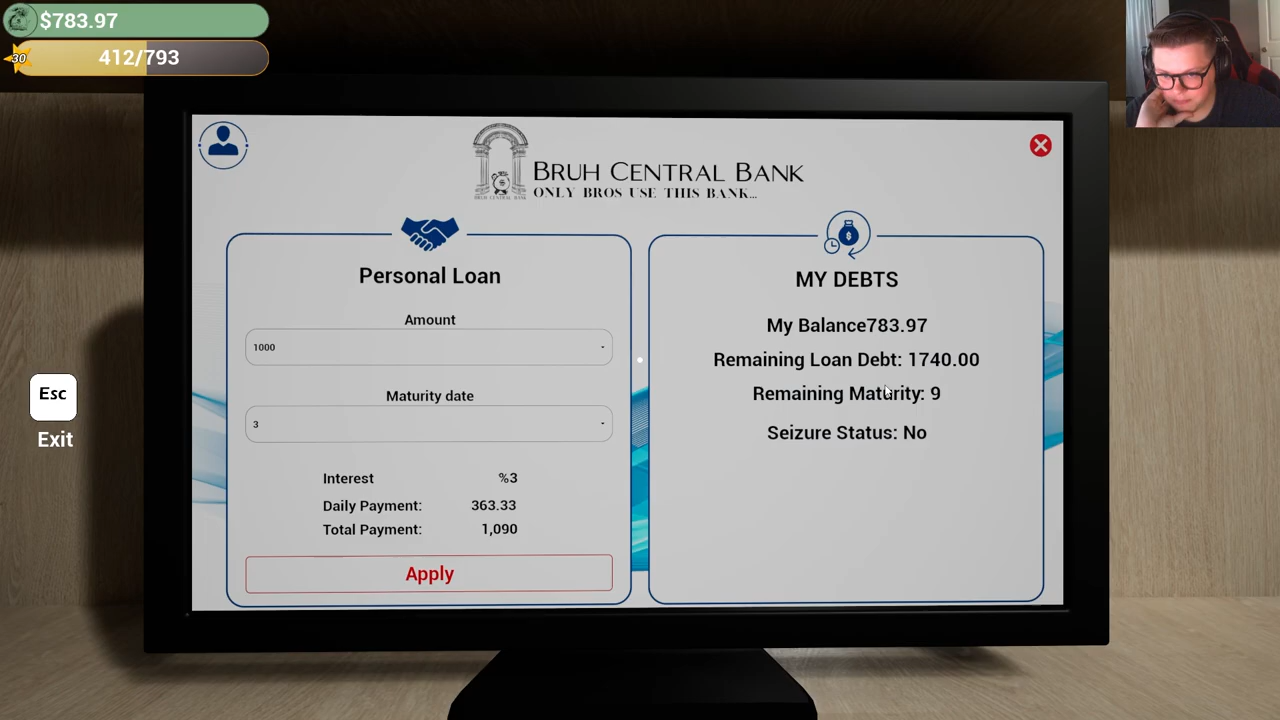 $783.97
30
412/793
BRUH CENTRAL BANK
ONLY BROS USE THIS BANK...
Personal Loan
Amount
1000
Maturity date
3
Interest %3
Daily Payment: 363.33
Total Payment: 1,090
Apply
MY DEBTS
My Balance783.97
Remaining Loan Debt: 1740.00
Remaining Maturity: 9
Seizure Status: No
Esc
Exit